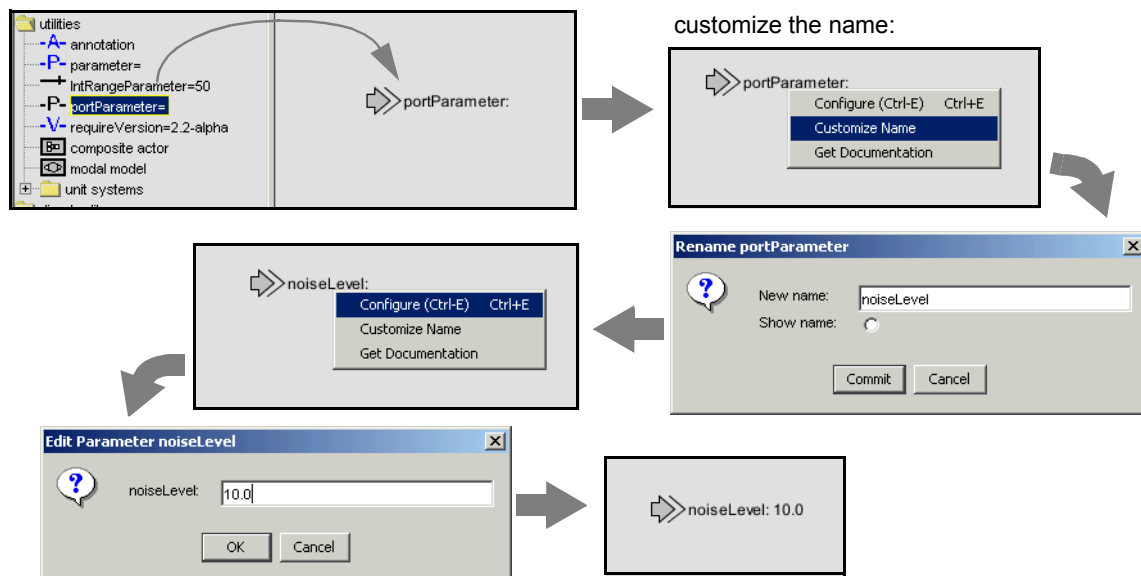 utilities
-A- annotation
-P- parameter=
IntRangeParameter=50
-P- portParameter=
-V- requireVersion=2.2-alpha
composite actor
modal model
unit systems
portParameter:
customize the name:
portParameter:
Configure (Ctrl-E) Ctrl+E
Customize Name
Get Documentation
Rename portParameter
New name: noiseLevel
Show name:
Commit Cancel
noiseLevel:
Configure (Ctrl-E) Ctrl+E
Customize Name
Get Documentation
Edit Parameter noiseLevel
noiseLevel: 10.0
OK Cancel
noiseLevel: 10.0